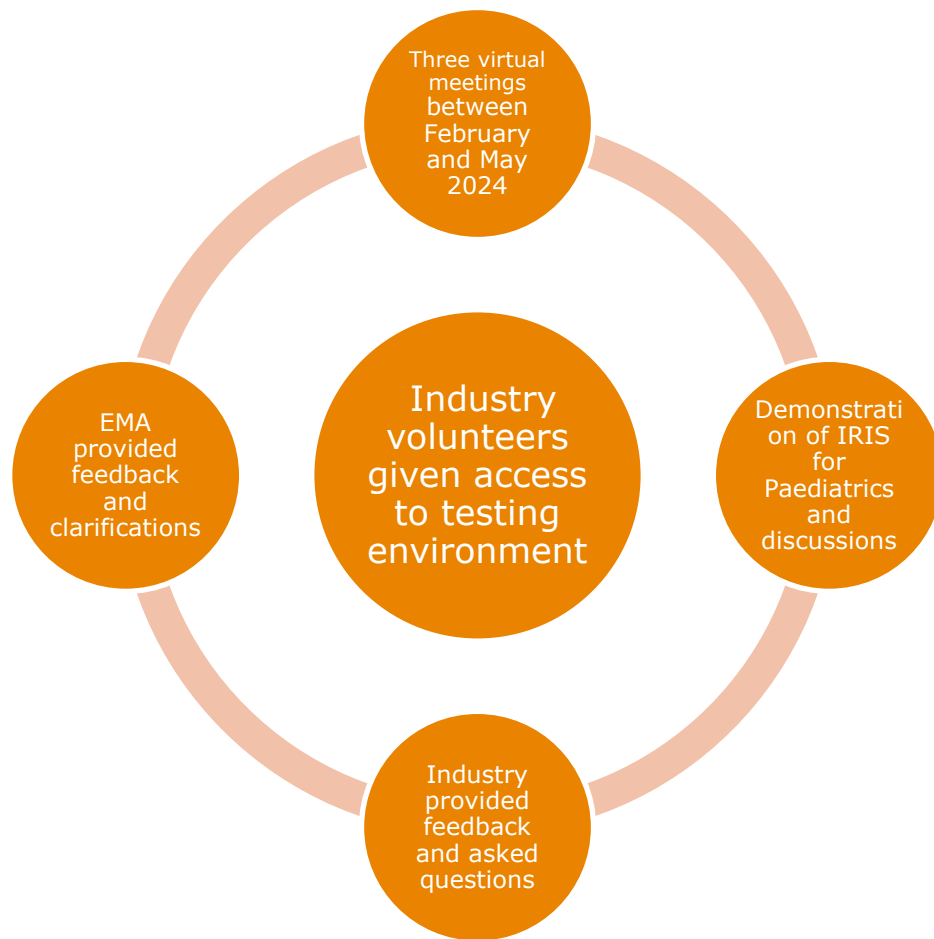 Three virtual
meetings
between
February
and May
2024
Demonstrati
on of IRIS
for
Paediatrics
and
discussions
Industry
provided
feedback
and asked
questions
EMA
provided
feedback
and
clarifications
Industry
volunteers
given access
to testing
environment